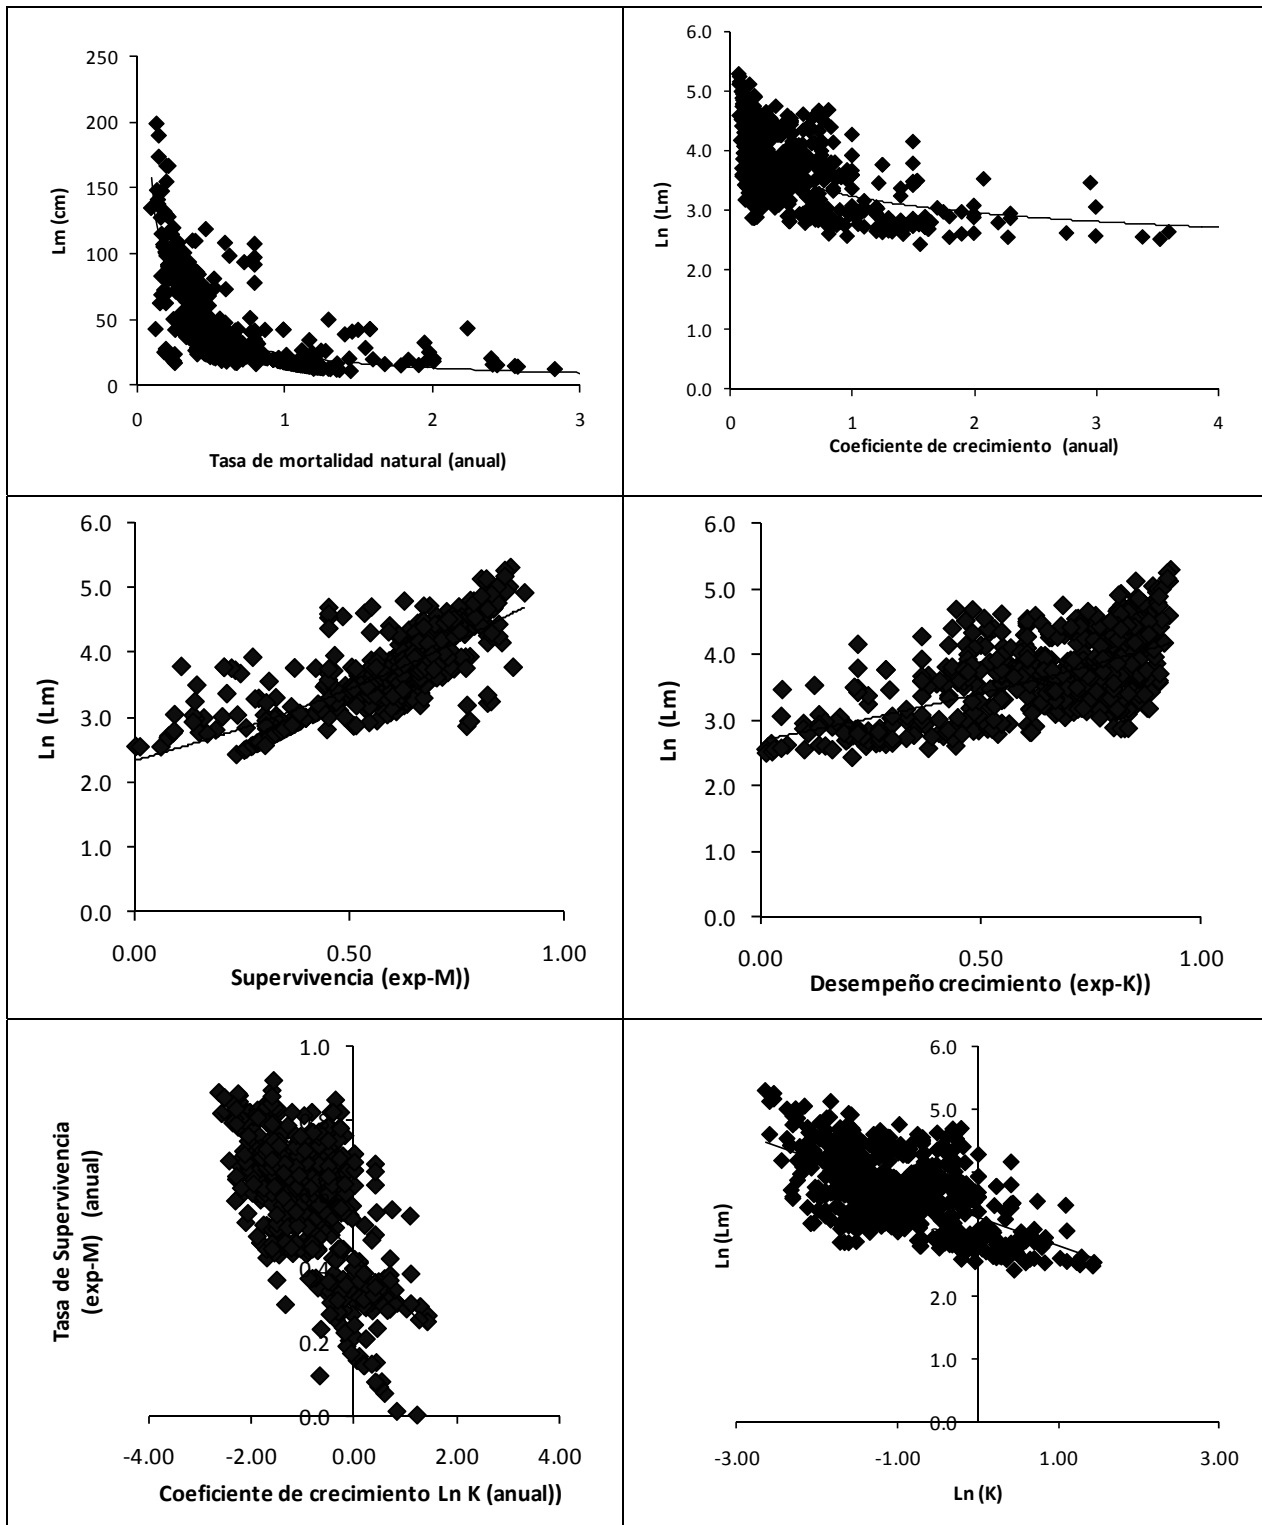 250
200
150
100
50
0
0 1 2 3
Lm (cm)
Tasa de mortalidad natural (anual)
6.0
5.0
4.0
3.0
2.0
1.0
0.0
0 1 2 3 4
Ln (Lm)
Coeficiente de crecimiento (anual)
6.0
5.0
4.0
3.0
2.0
1.0
0.0
0.00 0.50 1.00
Ln (Lm)
Supervivencia (exp-M))
6.0
5.0
4.0
3.0
2.0
1.0
0.0
0.00 0.50 1.00
Ln (Lm)
Desempeño crecimiento (exp-K))
1.0
0.4
0.2
0.0
-4.00 -2.00 0.00 2.00 4.00
Tasa de Supervivencia
(exp-M) (anual)
Coeficiente de crecimiento Ln K (anual))
6.0
5.0
2.0
1.0
0.0
-3.00 -1.00 1.00 3.00
Ln (Lm)
Ln (K)